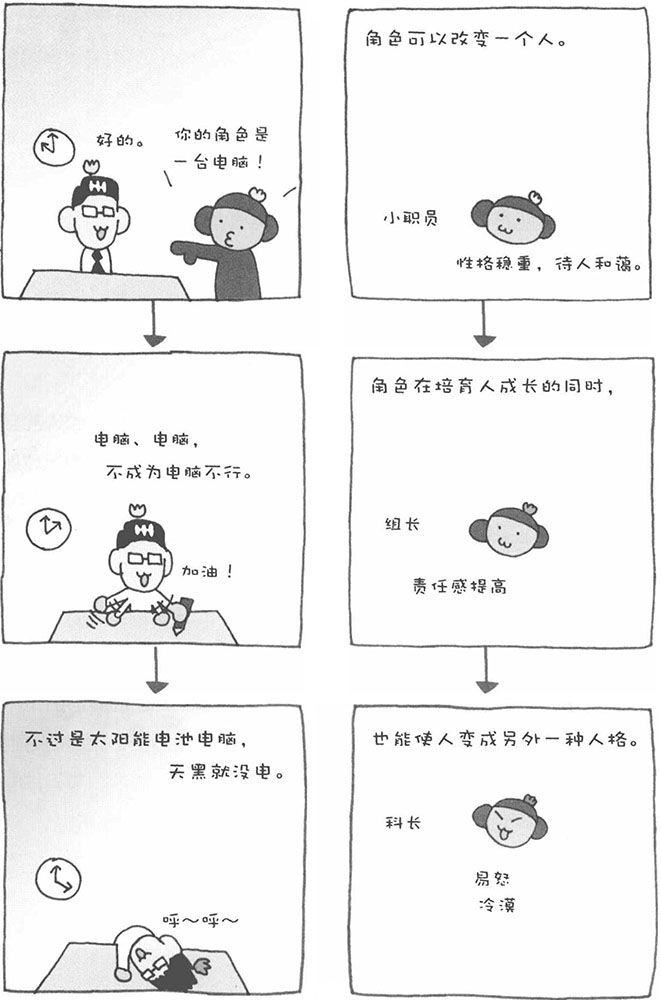 好的。
你的角色是
一台电脑！
电脑、电脑，
不成为电脑不行。
加油！
不过是太阳能电池电脑，
天黑就没电。
呼～呼～
角色可以改变一个人。
小职员
性格稳重，待人和蔼。
角色在培育人成长的同时，
组长
责任感提高
也能使人变成另外一种人格。
科长
易怒
冷漠